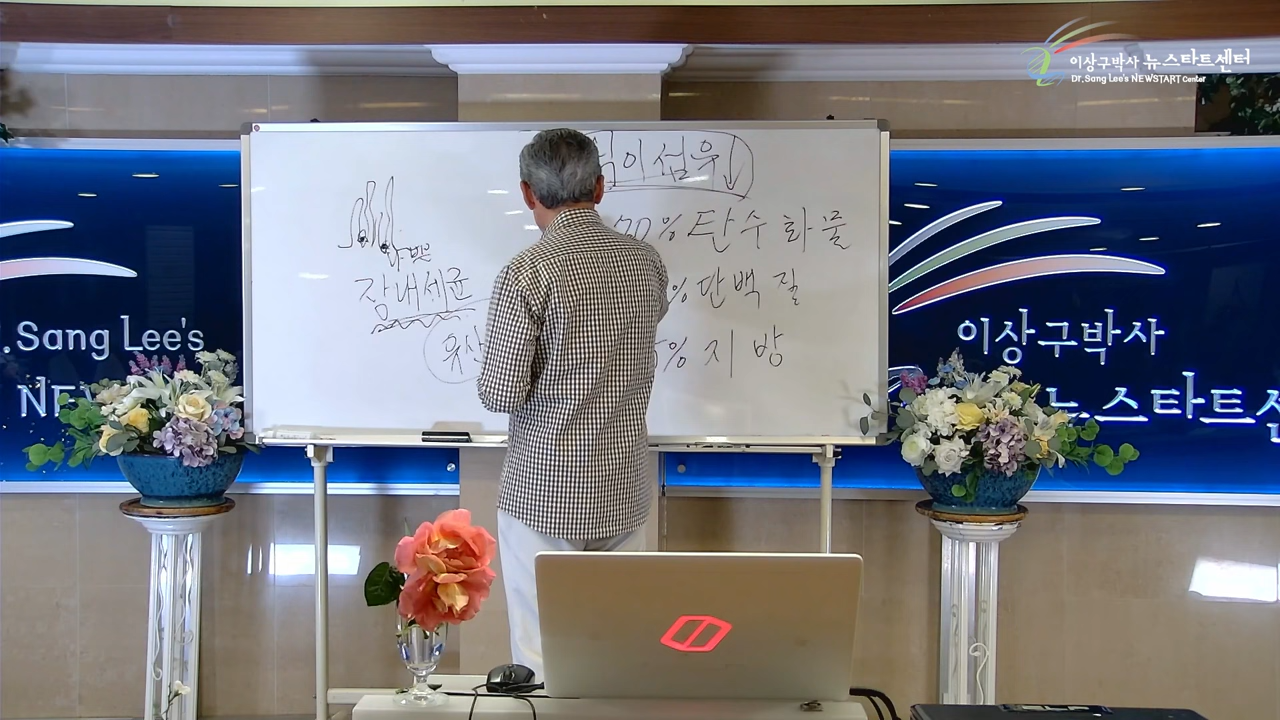 이상구박사 뉴스타트센터
Dr. Sang Lee's NEWSTART Center
이섬유
%탄수화물
장내세균
%단백질
%지방
.Sang Lee's
이상구박사
뉴스타트센